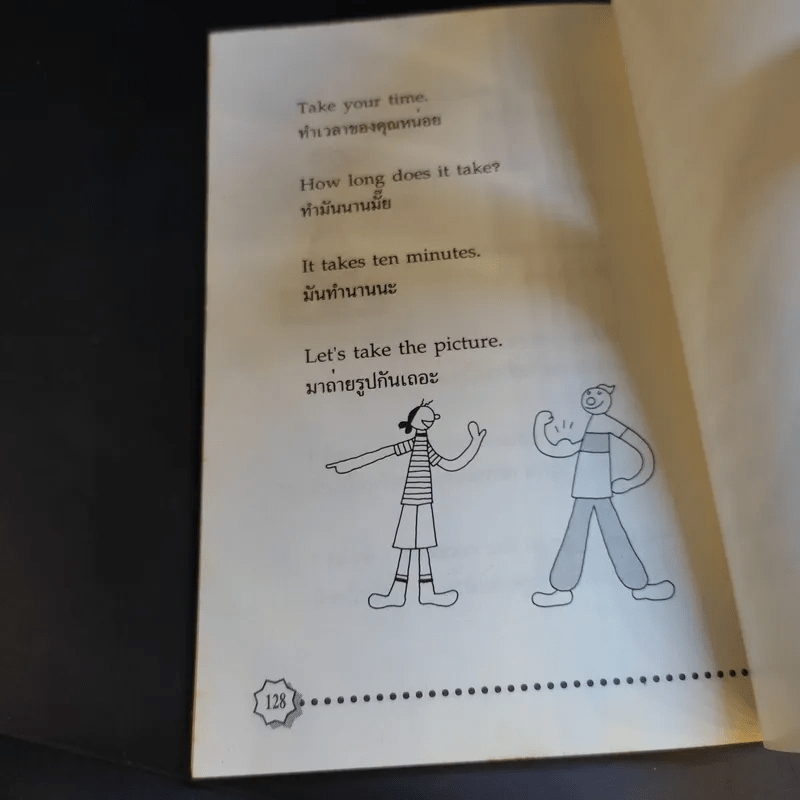 Take your time.
ทำเวลาของคุณหน่อย
How long does it take?
ทำมันนานมั๊ย
It takes ten minutes.
มันทำนานนะ
Let's take the picture.
มาถ่ายรูปกันเถอะ
128